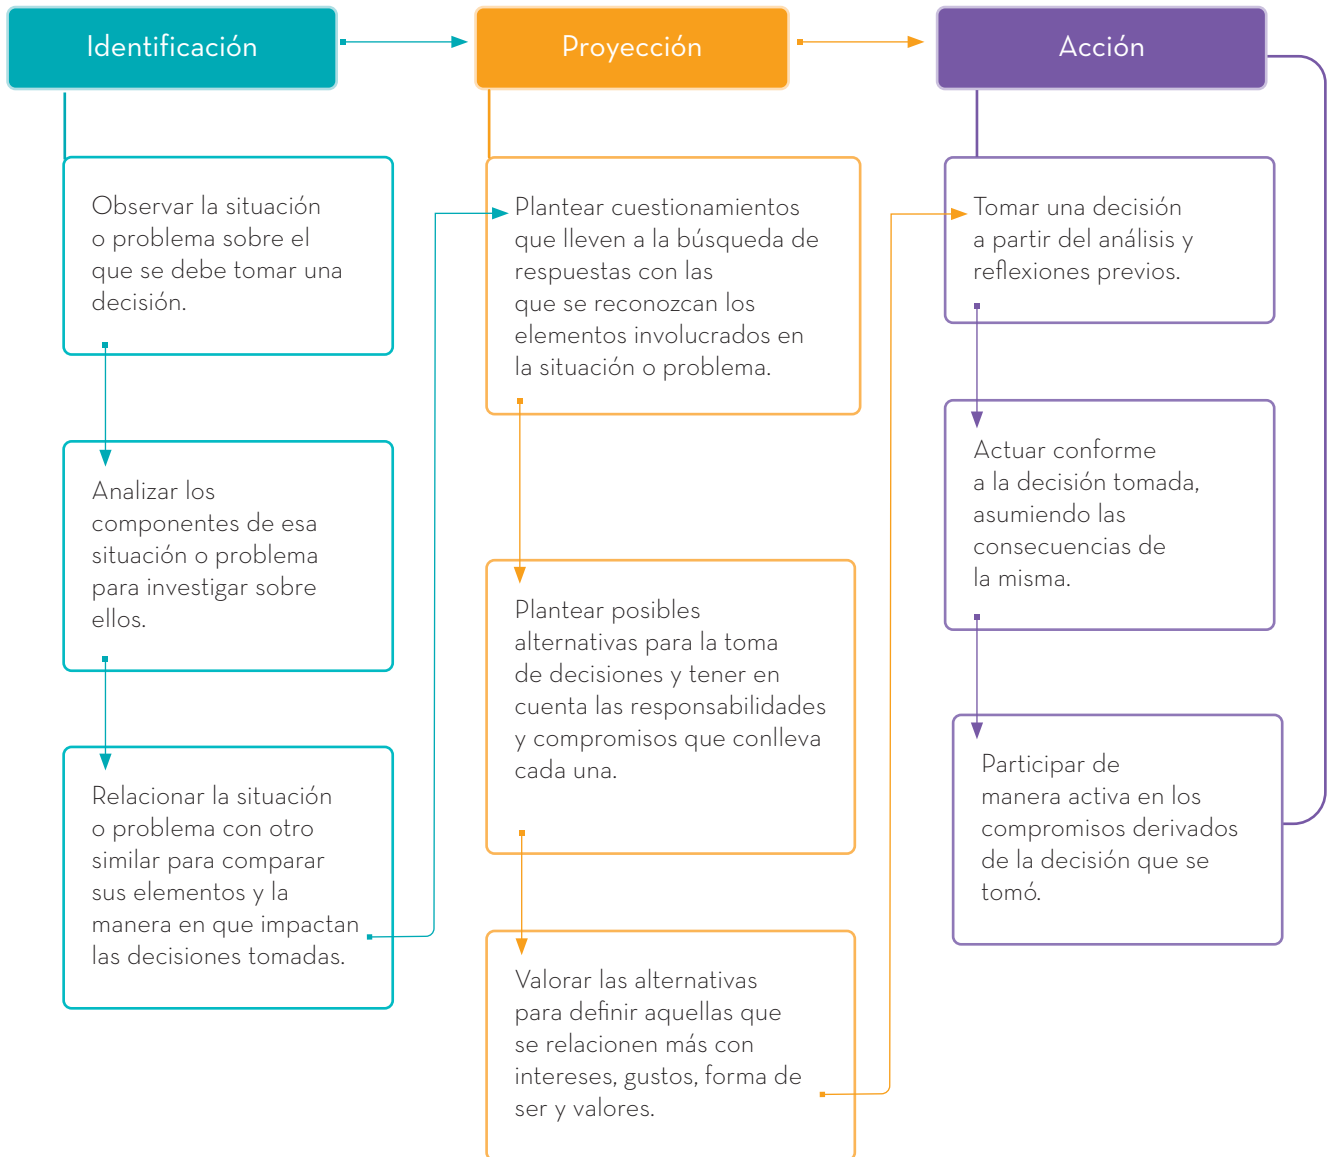 Identificación
Proyección
Acción
Observar la situación
o problema sobre el
que se debe tomar una
decisión.
Analizar los
componentes de esa
situación o problema
para investigar sobre
ellos.
Relacionar la situación
o problema con otro
similar para comparar
sus elementos y la
manera en que impactan
las decisiones tomadas.
Plantear cuestionamientos
que lleven a la búsqueda de
respuestas con las
que se reconozcan los
elementos involucrados en
la situación o problema.
Plantear posibles
alternativas para la toma
de decisiones y tener en
cuenta las responsabilidades
y compromisos que conlleva
cada una.
Valorar las alternativas
para definir aquellas que
se relacionen más con
intereses, gustos, forma de
ser y valores.
Tomar una decisión
a partir del análisis y
reflexiones previos.
Actuar conforme
a la decisión tomada,
asumiendo las
consecuencias de
la misma.
Participar de
manera activa en los
compromisos derivados
de la decisión que se
tomó.